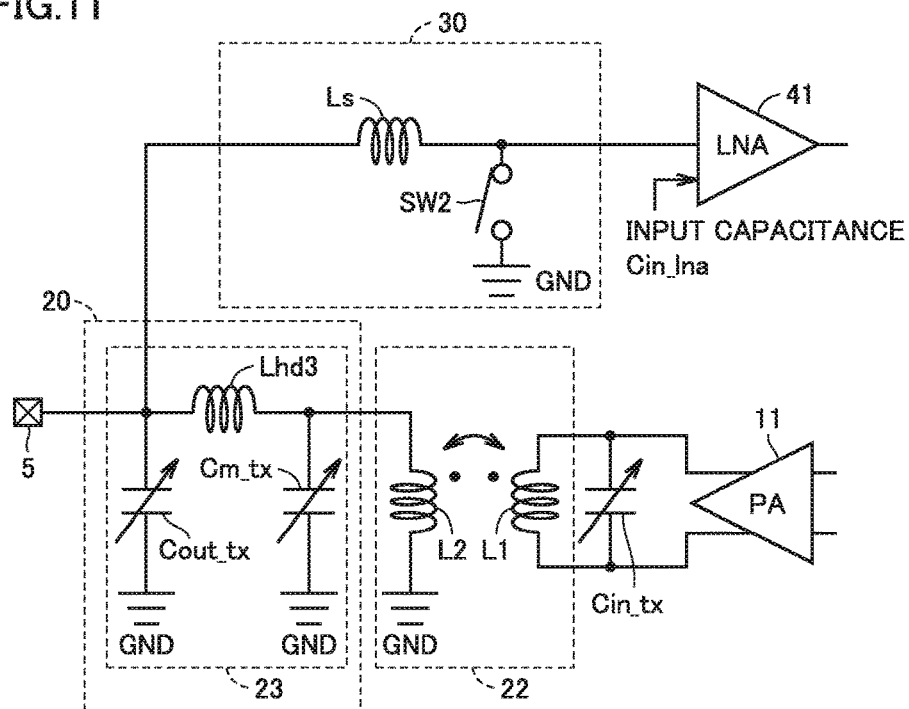 FIG.11
30
Ls
41
LNA
SW2
INPUT CAPACITANCE
Cin_lna
GND
20
Lhd3
11
5
Cm_tx
PA
Cout_tx
L2
L1
Cin_tx
GND
GND
23
22